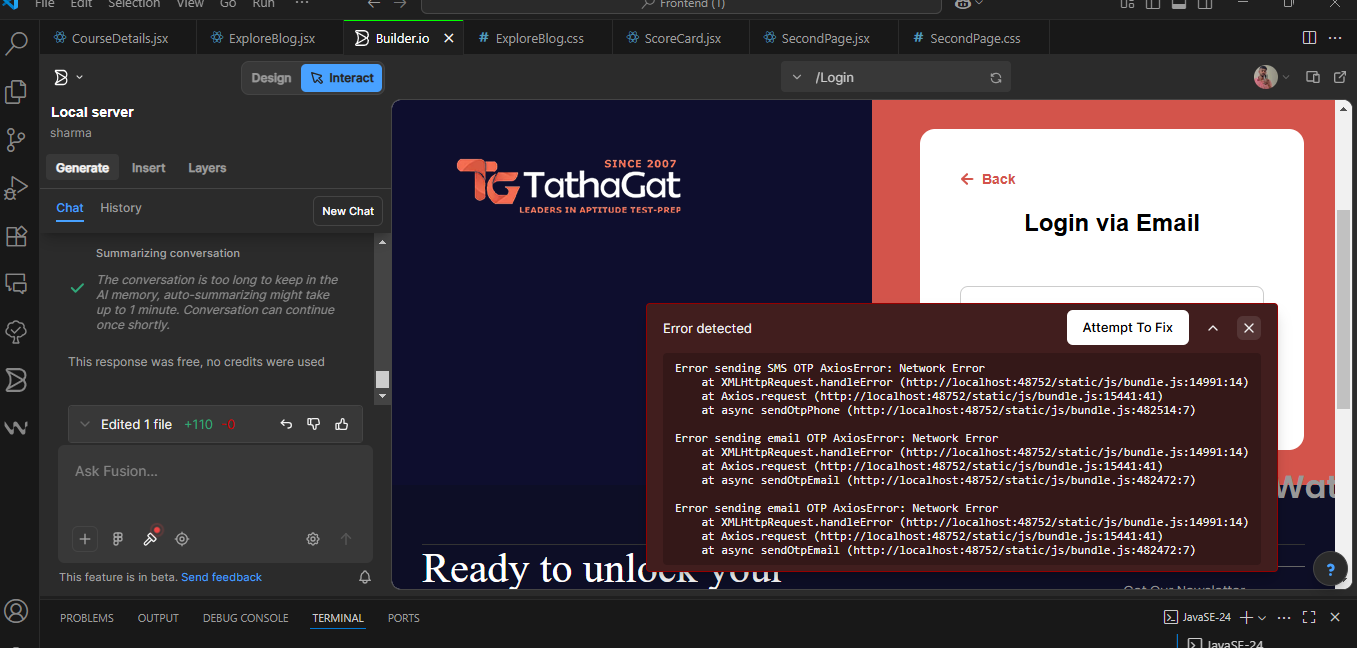 File Edit Selection View Go Run ··· Frontend (1)
CourseDetails.jsx ExploreBlog.jsx Builder.io ExploreBlog.css ScoreCard.jsx SecondPage.jsx SecondPage.css
Design Interact /Login
Local server
sharma
Generate Insert Layers
Chat History New Chat
Summarizing conversation
The conversation is too long to keep in the
AI memory, auto-summarizing might take
up to 1 minute. Conversation can continue
once shortly.
This response was free, no credits were used
Edited 1 file +110 -0
Ask Fusion...
This feature is in beta. Send feedback
SINCE 2007
TG TathaGat
LEADERS IN APTITUDE TEST-PREP
Back
Login via Email
Error detected Attempt To Fix
Error sending SMS OTP AxiosError: Network Error
at XMLHttpRequest.handleError (http://localhost:48752/static/js/bundle.js:14991:14)
at Axios.request (http://localhost:48752/static/js/bundle.js:15441:41)
at async sendOtpPhone (http://localhost:48752/static/js/bundle.js:482514:7)
Error sending email OTP AxiosError: Network Error
at XMLHttpRequest.handleError (http://localhost:48752/static/js/bundle.js:14991:14)
at Axios.request (http://localhost:48752/static/js/bundle.js:15441:41)
at async sendOtpEmail (http://localhost:48752/static/js/bundle.js:482472:7)
Error sending email OTP AxiosError: Network Error
at XMLHttpRequest.handleError (http://localhost:48752/static/js/bundle.js:14991:14)
at Axios.request (http://localhost:48752/static/js/bundle.js:15441:41)
at async sendOtpEmail (http://localhost:48752/static/js/bundle.js:482472:7)
Wat
Ready to unlock your
Get Our Newsletter
PROBLEMS OUTPUT DEBUG CONSOLE TERMINAL PORTS JavaSE-24
JavaSE-24